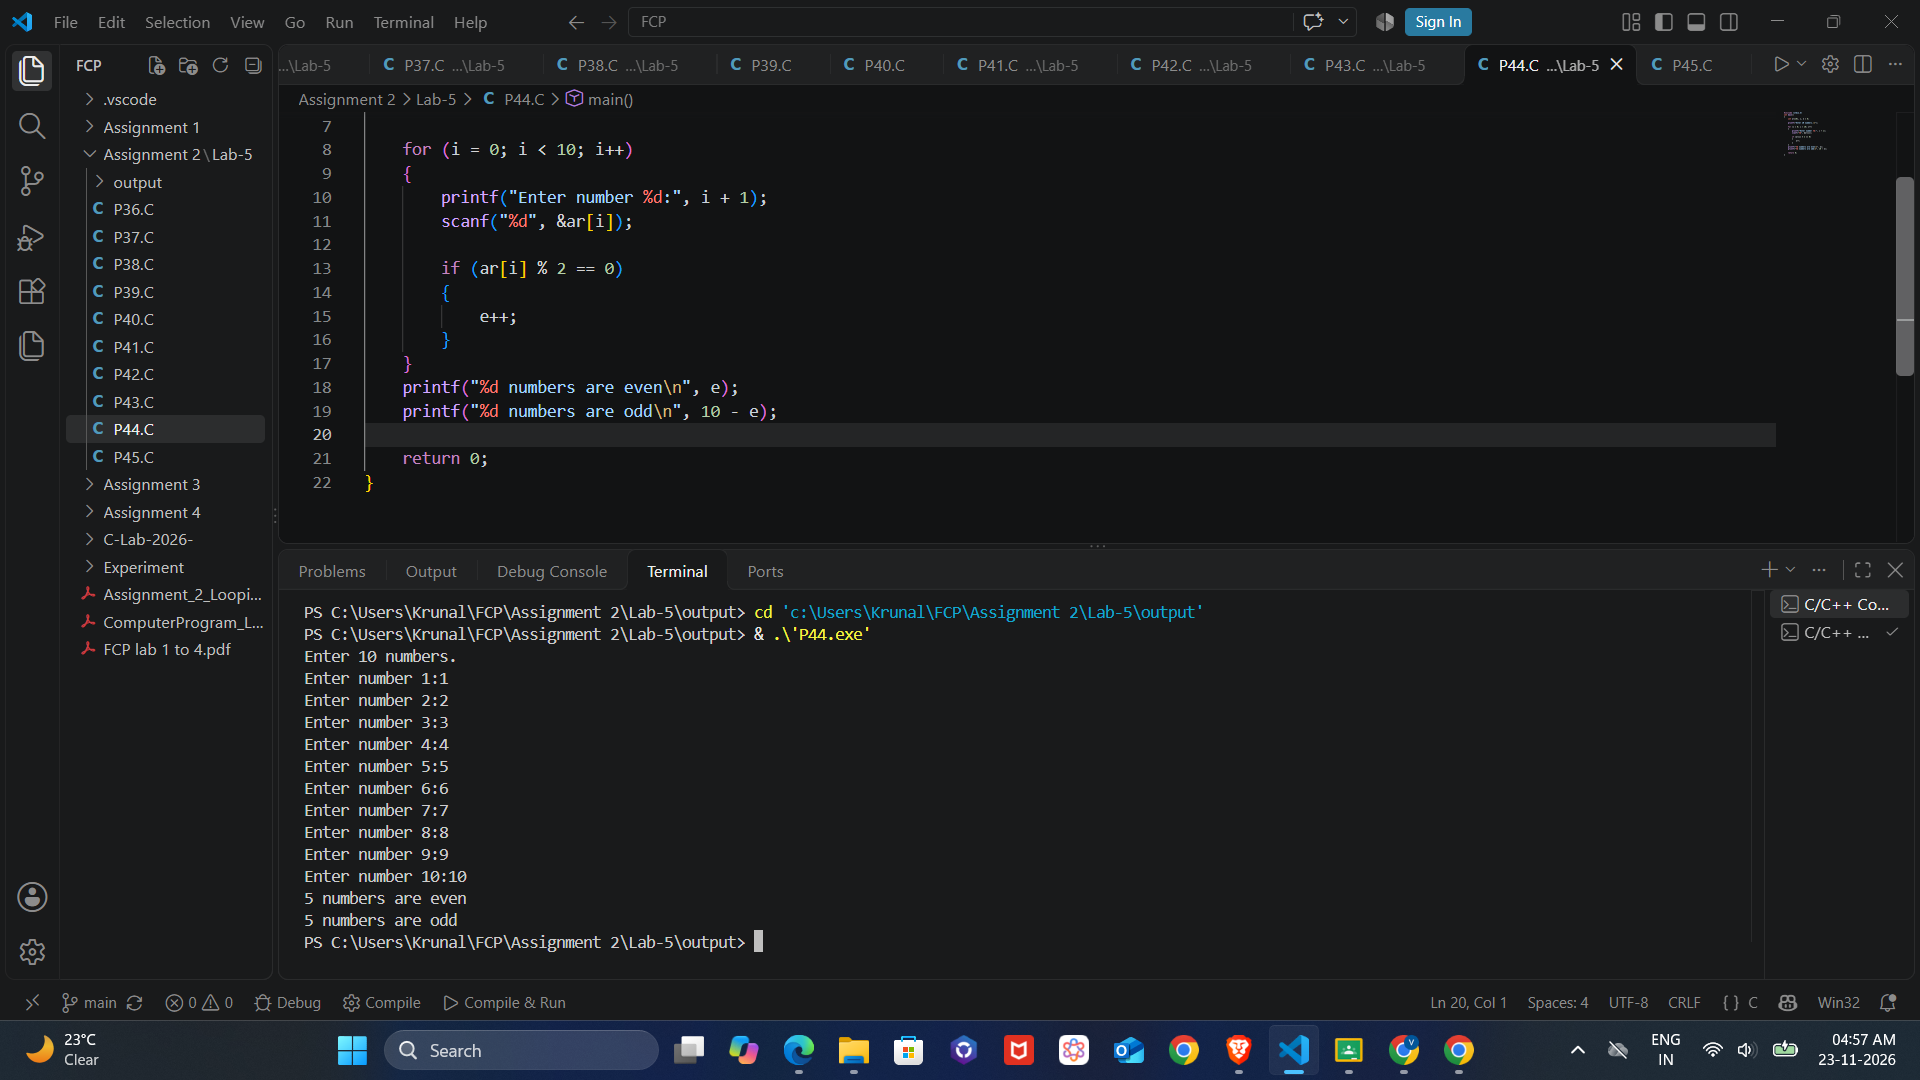 File Edit Selection View Go Run Terminal Help FCP Sign In
FCP ...\Lab-5 P37.C ...\Lab-5 P38.C ...\Lab-5 P39.C P40.C P41.C ...\Lab-5 P42.C ...\Lab-5 P43.C ...\Lab-5 P44.C ...\Lab-5 P45.C
Assignment 2 > Lab-5 > C P44.C > main()
.vscode
Assignment 1
Assignment 2\Lab-5
output
C P36.C
C P37.C
C P38.C
C P39.C
C P40.C
C P41.C
C P42.C
C P43.C
C P44.C
C P45.C
Assignment 3
Assignment 4
C-Lab-2026-
Experiment
Assignment_2_Loopi...
ComputerProgram_L...
FCP lab 1 to 4.pdf
7
8 for (i = 0; i < 10; i++)
9 {
10 printf("Enter number %d:", i + 1);
11 scanf("%d", &ar[i]);
12
13 if (ar[i] % 2 == 0)
14 {
15 e++;
16 }
17 }
18 printf("%d numbers are even\n", e);
19 printf("%d numbers are odd\n", 10 - e);
20
21 return 0;
22 }
Problems Output Debug Console Terminal Ports
PS C:\Users\Krunal\FCP\Assignment 2\Lab-5\output> cd 'c:\Users\Krunal\FCP\Assignment 2\Lab-5\output'
PS C:\Users\Krunal\FCP\Assignment 2\Lab-5\output> & .\'P44.exe'
Enter 10 numbers.
Enter number 1:1
Enter number 2:2
Enter number 3:3
Enter number 4:4
Enter number 5:5
Enter number 6:6
Enter number 7:7
Enter number 8:8
Enter number 9:9
Enter number 10:10
5 numbers are even
5 numbers are odd
PS C:\Users\Krunal\FCP\Assignment 2\Lab-5\output>
C/C++ Co...
C/C++ ...
main 0 0 Debug Compile Compile & Run Ln 20, Col 1 Spaces: 4 UTF-8 CRLF { } C Win32
23°C
Clear
Search
ENG
IN
04:57 AM
23-11-2026